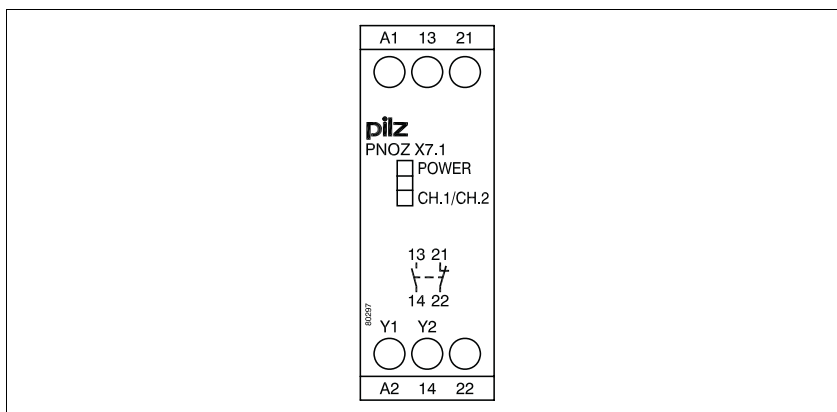 A1 13 21
pilz
PNOZ X7.1
POWER
CH.1/CH.2
13 21
14 22
80297
Y1 Y2
A2 14 22